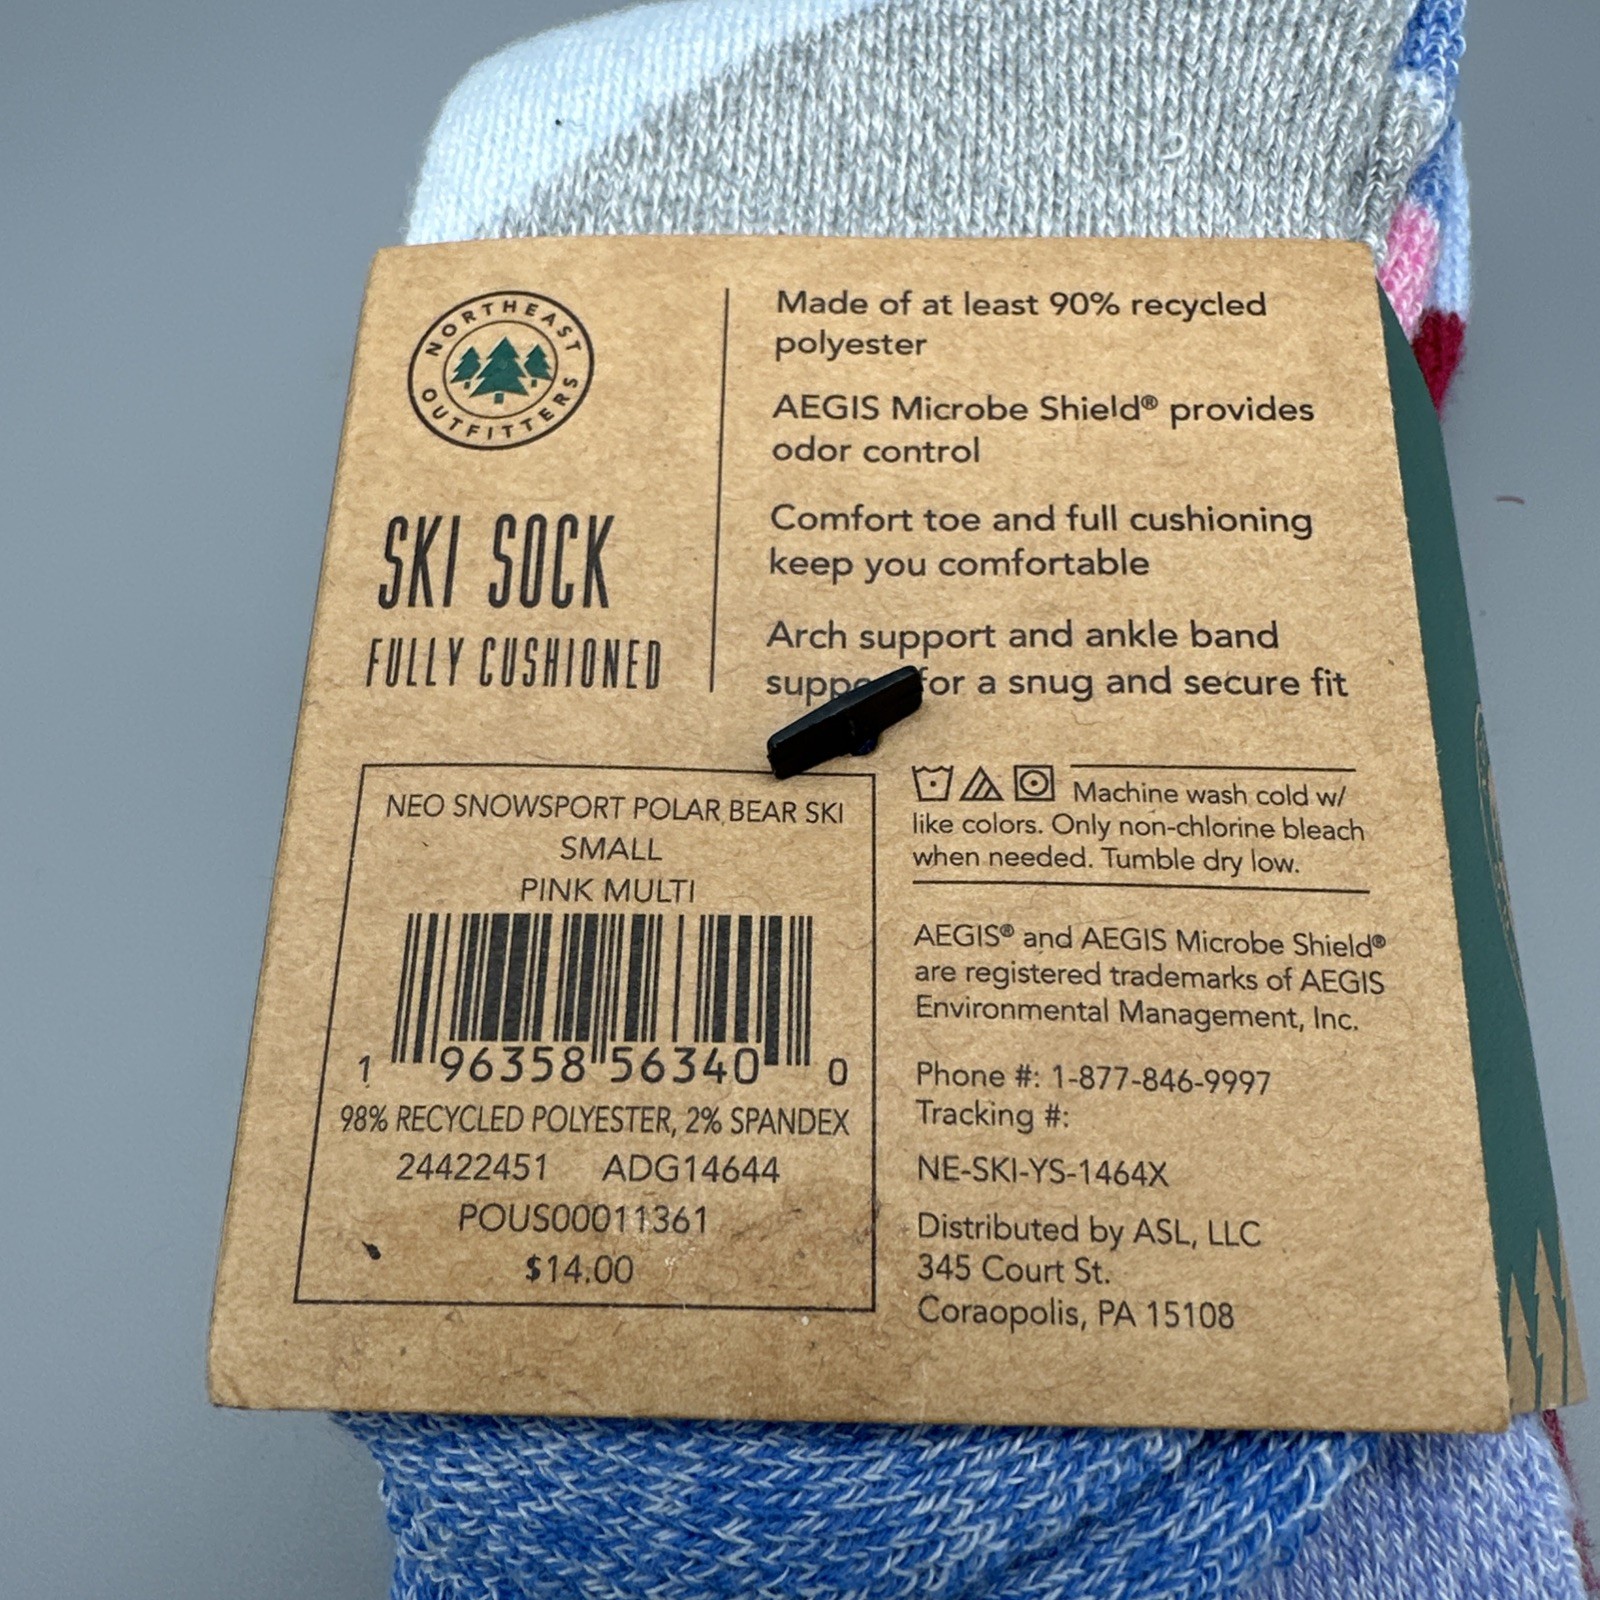 NORTHEAST
OUTFITTERS
SKI SOCK
FULLY CUSHIONED
Made of at least 90% recycled
polyester
AEGIS Microbe Shield® provides
odor control
Comfort toe and full cushioning
keep you comfortable
Arch support and ankle band
for a snug and secure fit
NEO SNOWSPORT POLAR BEAR SKI
SMALL
PINK MULTI
1 96358 56340 0
98% RECYCLED POLYESTER, 2% SPANDEX
24422451 ADG14644
POUS00011361
$14.00
Machine wash cold w/
like colors. Only non-chlorine bleach
when needed. Tumble dry low.
AEGIS® and AEGIS Microbe Shield®
are registered trademarks of AEGIS
Environmental Management, Inc.
Phone #: 1-877-846-9997
Tracking #:
NE-SKI-YS-1464X
Distributed by ASL, LLC
345 Court St.
Coraopolis, PA 15108